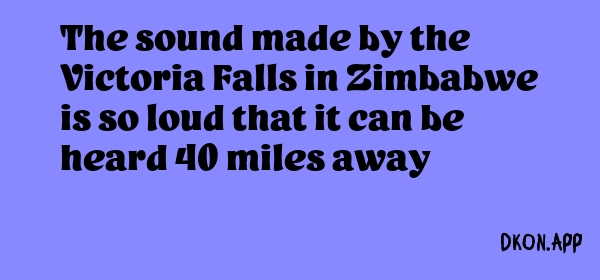 The sound made by the
Victoria Falls in Zimbabwe
is so loud that it can be
heard 40 miles away
DKON.APP